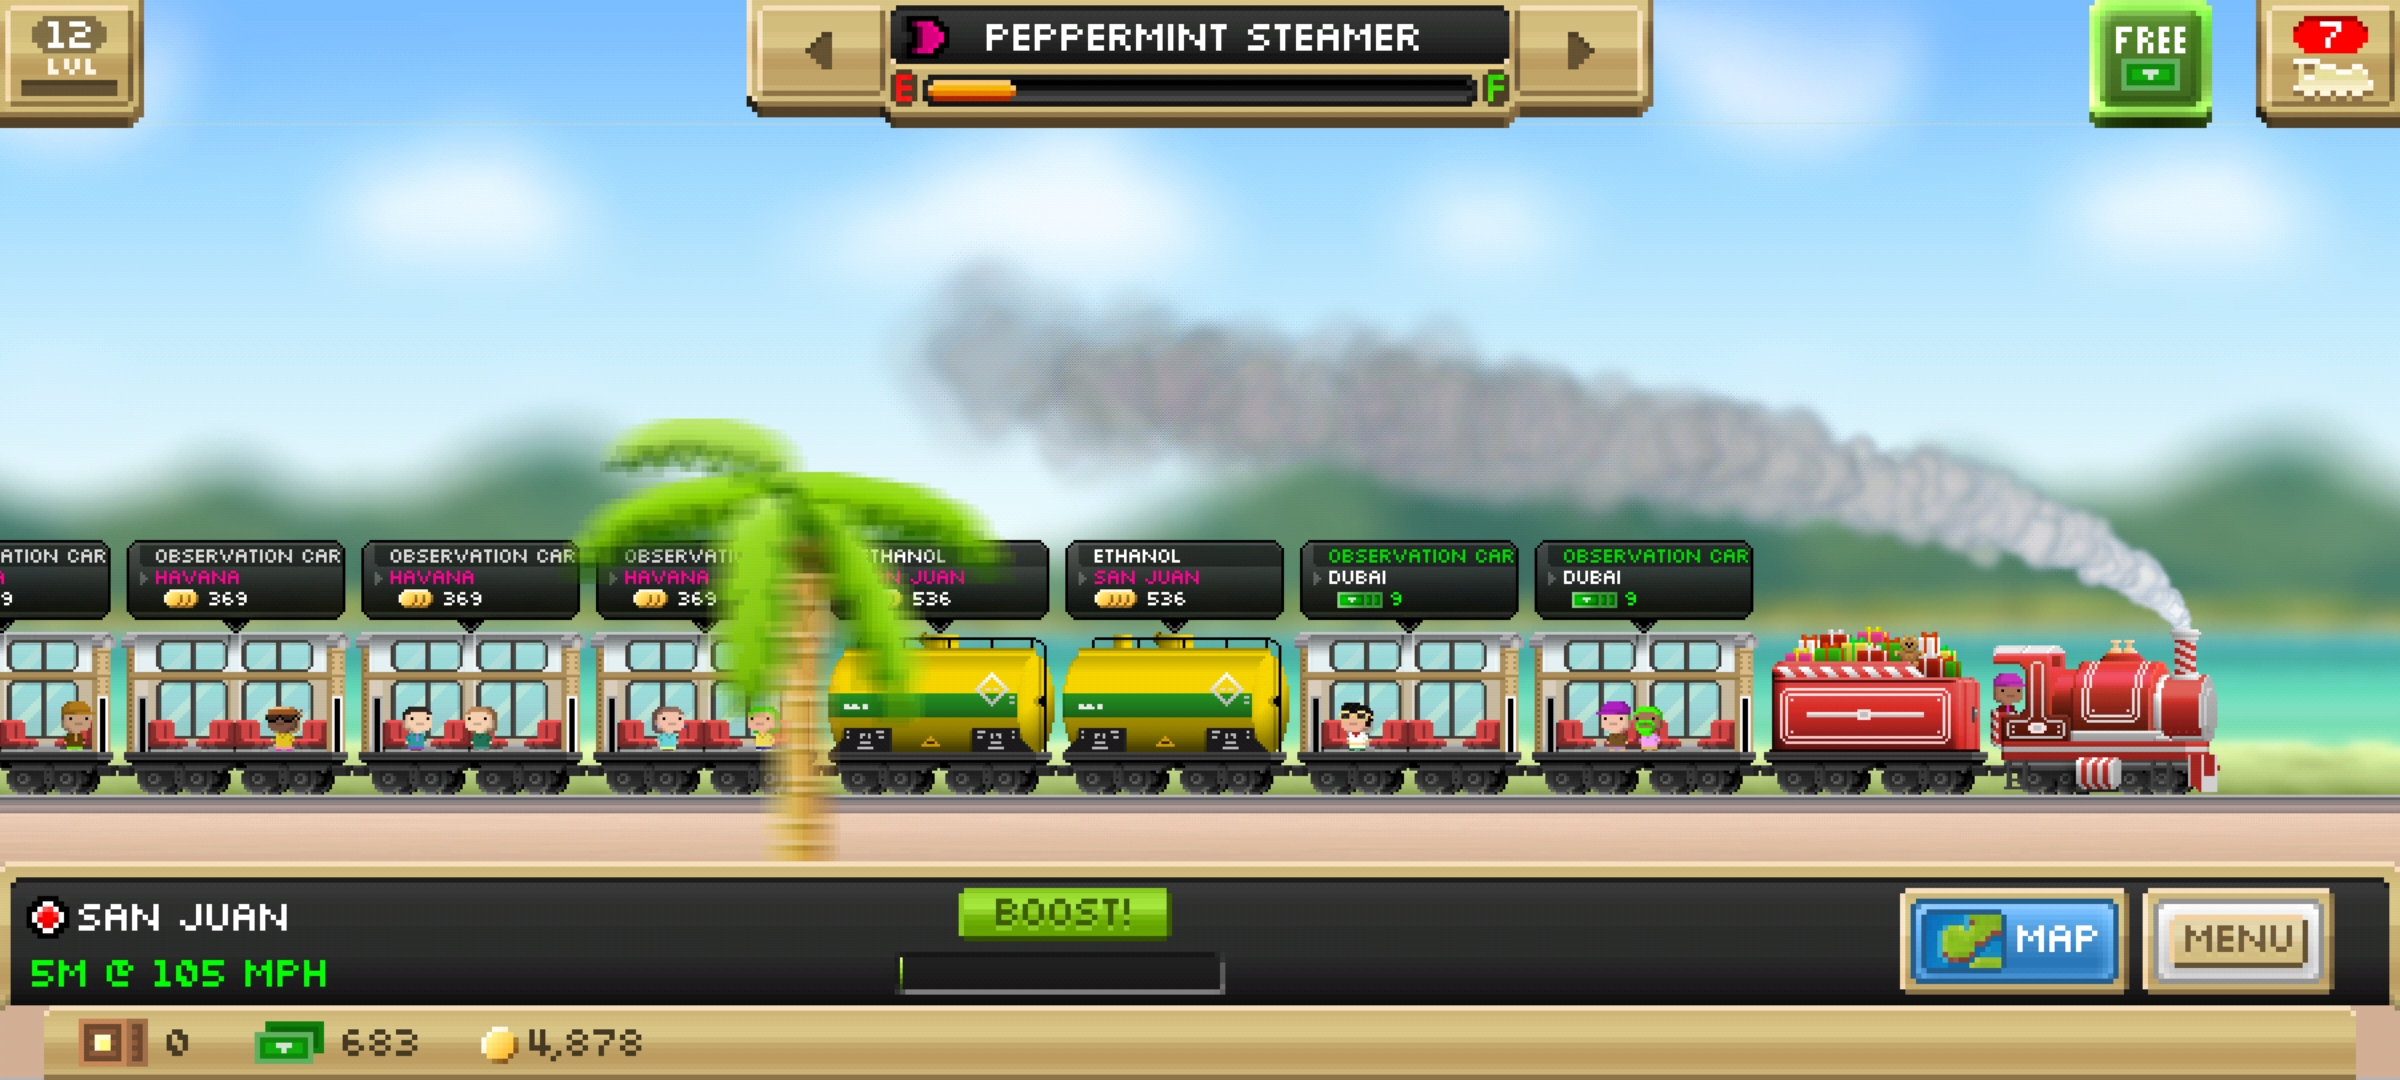 12
LVL
PEPPERMINT STEAMER
E F
FREE
7
ATION CAR
9
OBSERVATION CAR
HAVANA
369
OBSERVATION CAR
HAVANA
369
OBSERVATI
HAVANA
369
THANOL
N JUAN
536
ETHANOL
SAN JUAN
536
OBSERVATION CAR
DUBAI
9
OBSERVATION CAR
DUBAI
9
SAN JUAN
5M @ 105 MPH
BOOST!
MAP
MENU
0 683 4,878